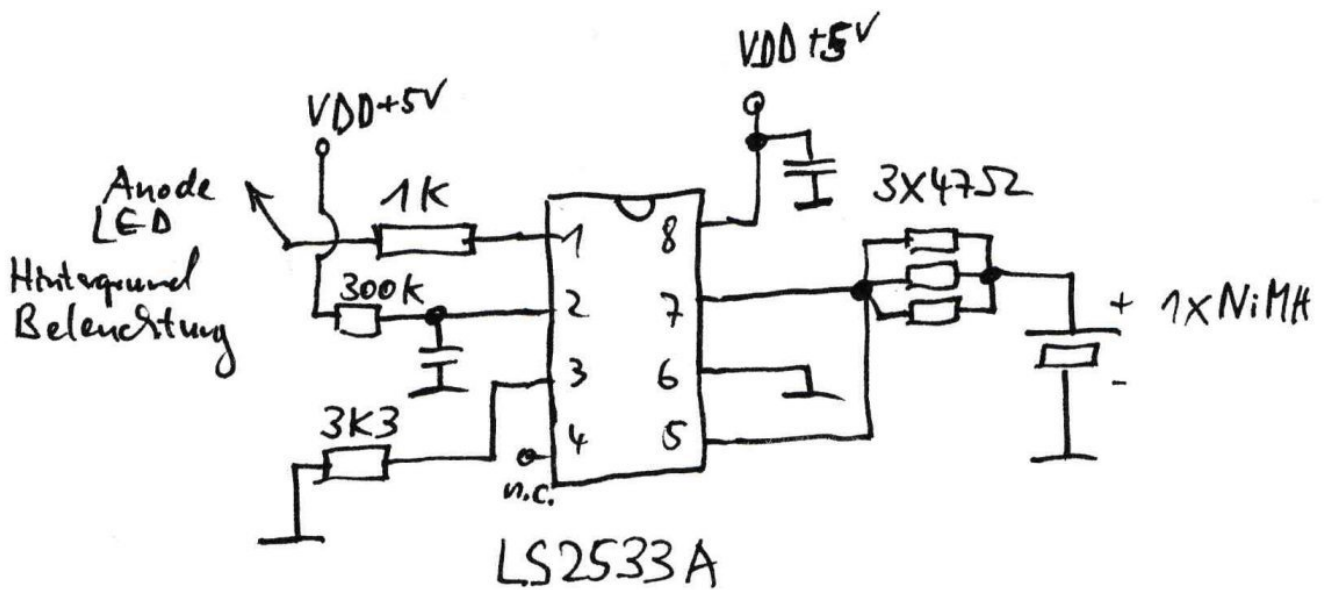 VDD+5V
VDD+5V
Anode
LED
Hintergrund
Beleuchtung
1K
3X47Ω
1
8
300K
2
7
+ 1XNiMH
3
6
-
3K3
4
5
n.c.
LS2533A